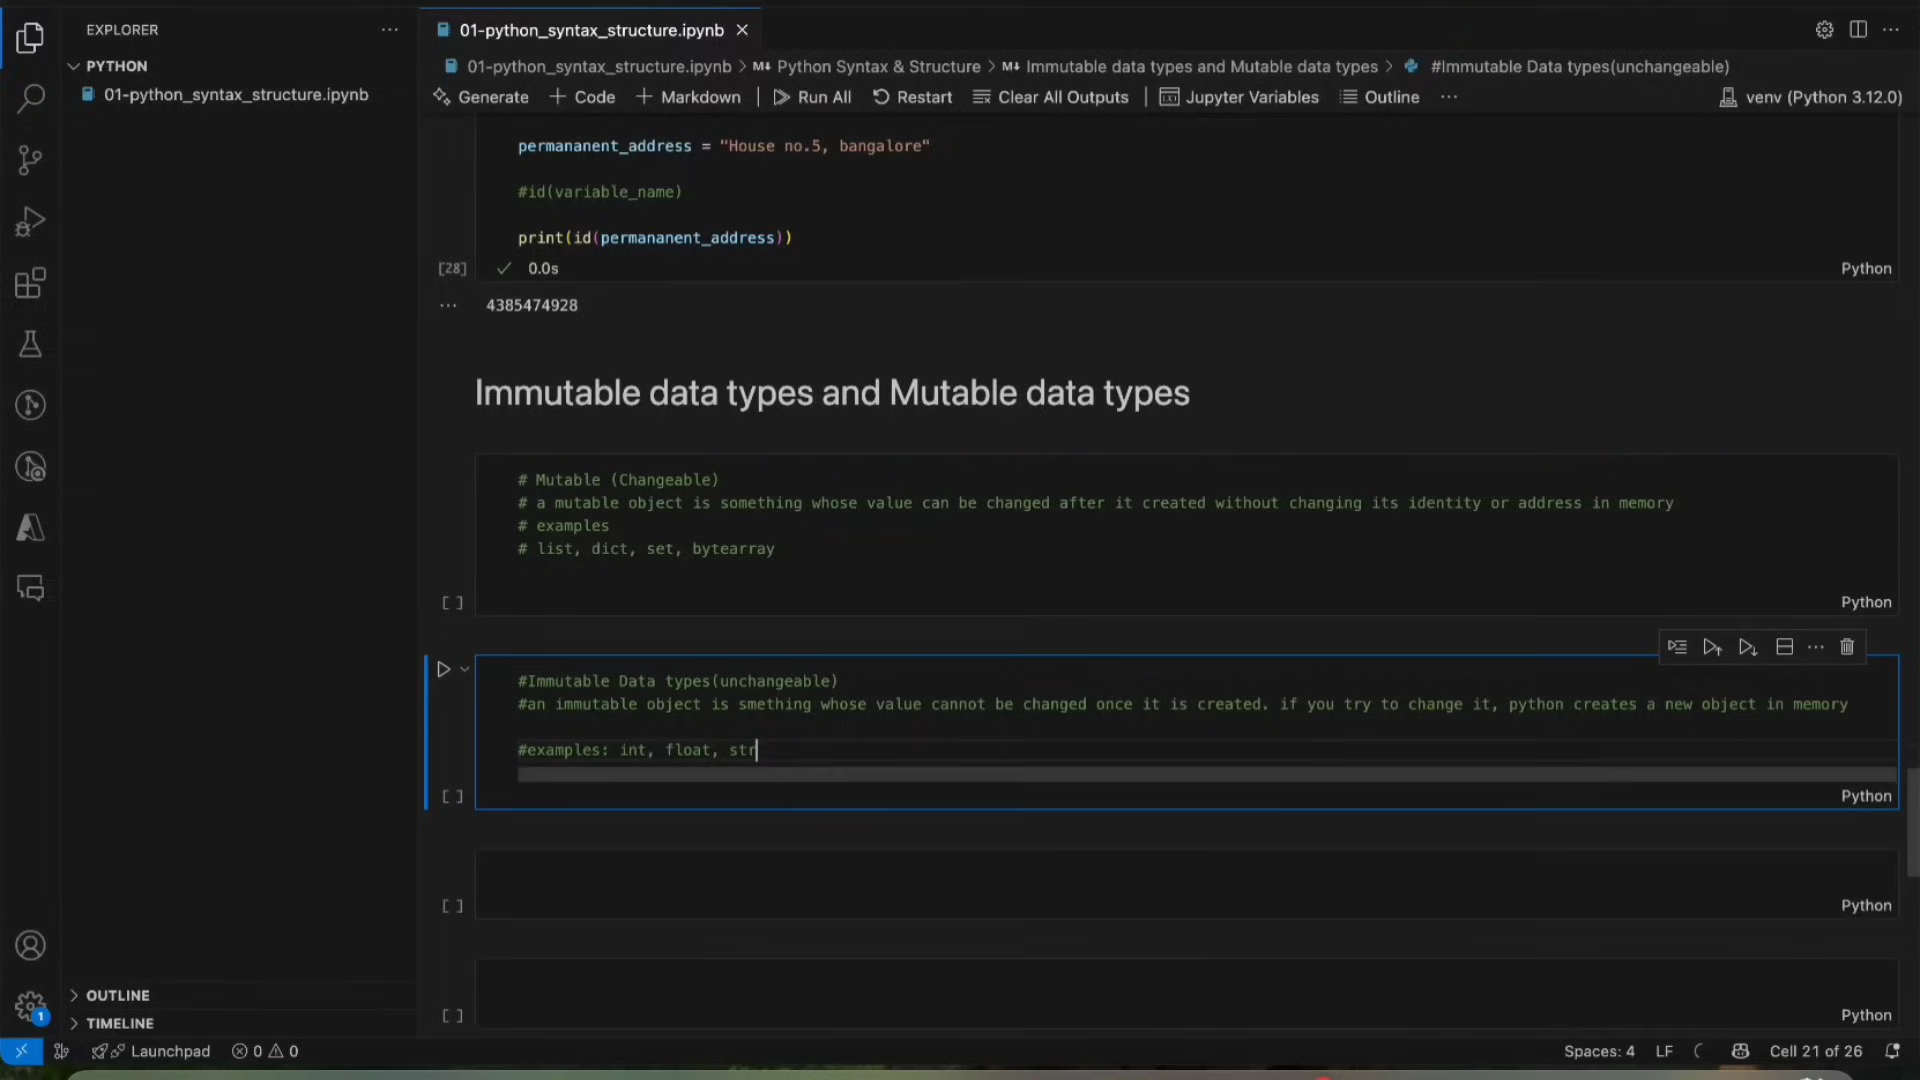 EXPLORER
PYTHON
01-python_syntax_structure.ipynb
OUTLINE
TIMELINE
01-python_syntax_structure.ipynb
01-python_syntax_structure.ipynb > M↓ Python Syntax & Structure > M↓ Immutable data types and Mutable data types > #Immutable Data types(unchangeable)
Generate + Code + Markdown | Run All Restart Clear All Outputs | Jupyter Variables Outline ... venv (Python 3.12.0)
permananent_address = "House no.5, bangalore"
#id(variable_name)
print(id(permananent_address))
[28] ✓ 0.0s Python
... 4385474928
Immutable data types and Mutable data types
# Mutable (Changeable)
# a mutable object is something whose value can be changed after it created without changing its identity or address in memory
# examples
# list, dict, set, bytearray
[ ] Python
#Immutable Data types(unchangeable)
#an immutable object is smething whose value cannot be changed once it is created. if you try to change it, python creates a new object in memory
#examples: int, float, str
[ ] Python
[ ] Python
[ ] Python
1
Launchpad 0 0 Spaces: 4 LF Cell 21 of 26